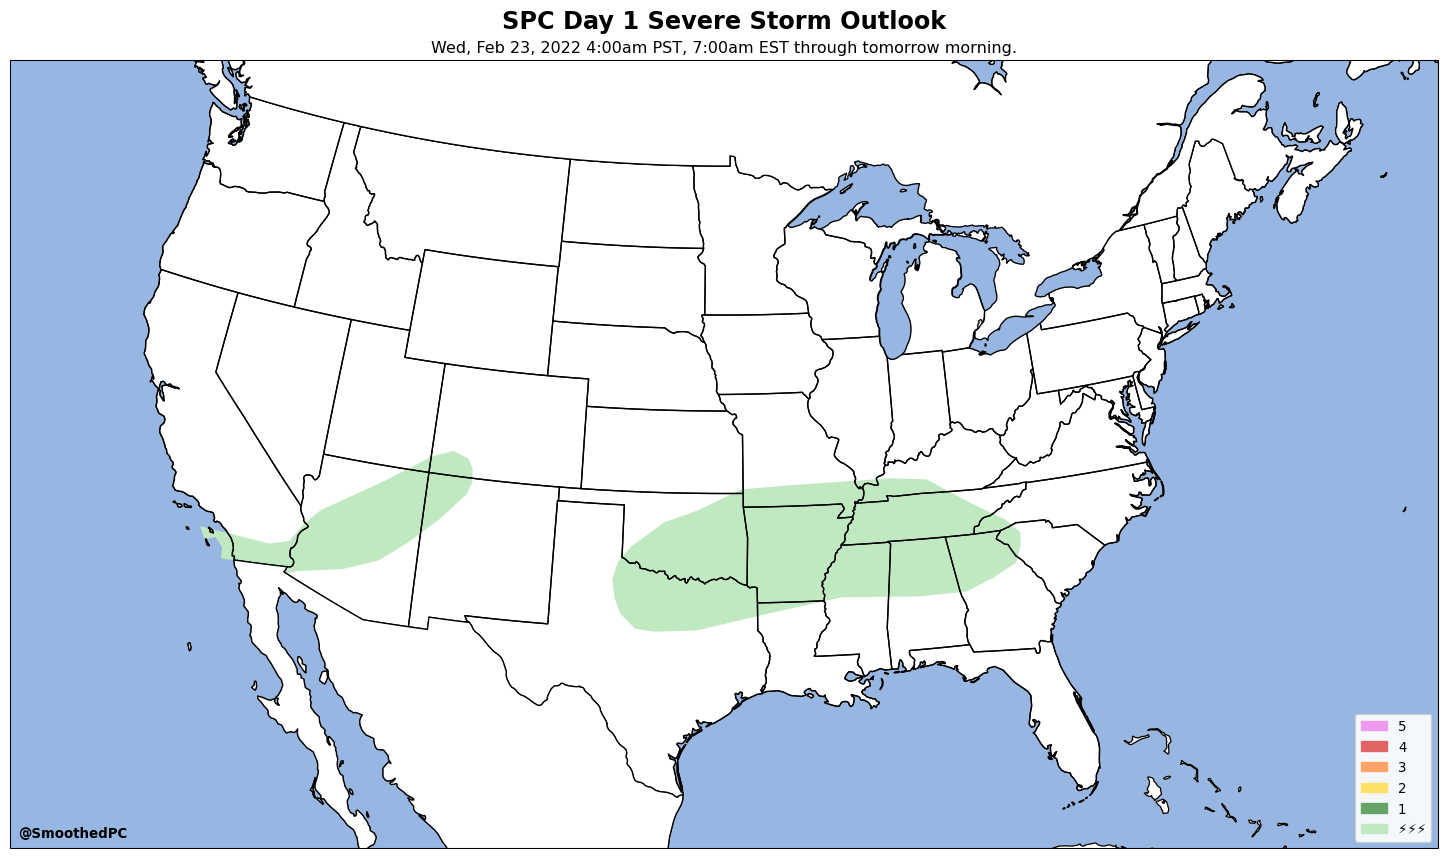 SPC Day 1 Severe Storm Outlook
Wed, Feb 23, 2022 4:00am PST, 7:00am EST through tomorrow morning.
5
4
3
2
1
⚡⚡⚡
@SmoothedPC